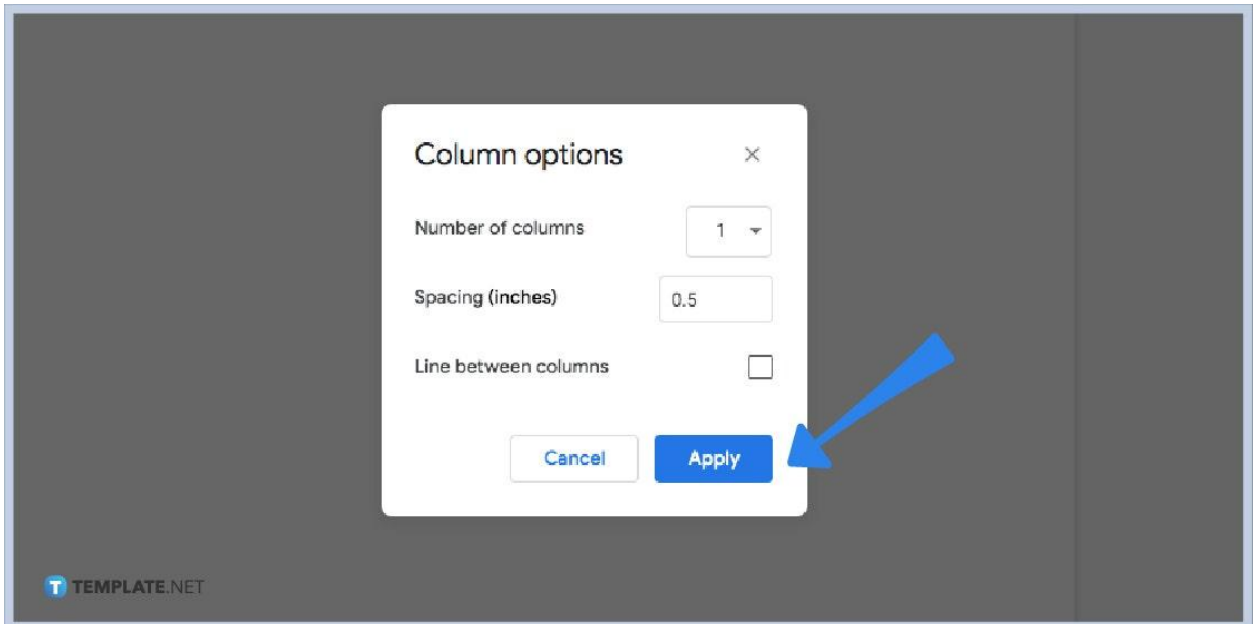 Column options
Number of columns 1
Spacing (inches) 0.5
Line between columns
Cancel Apply
T TEMPLATE.NET